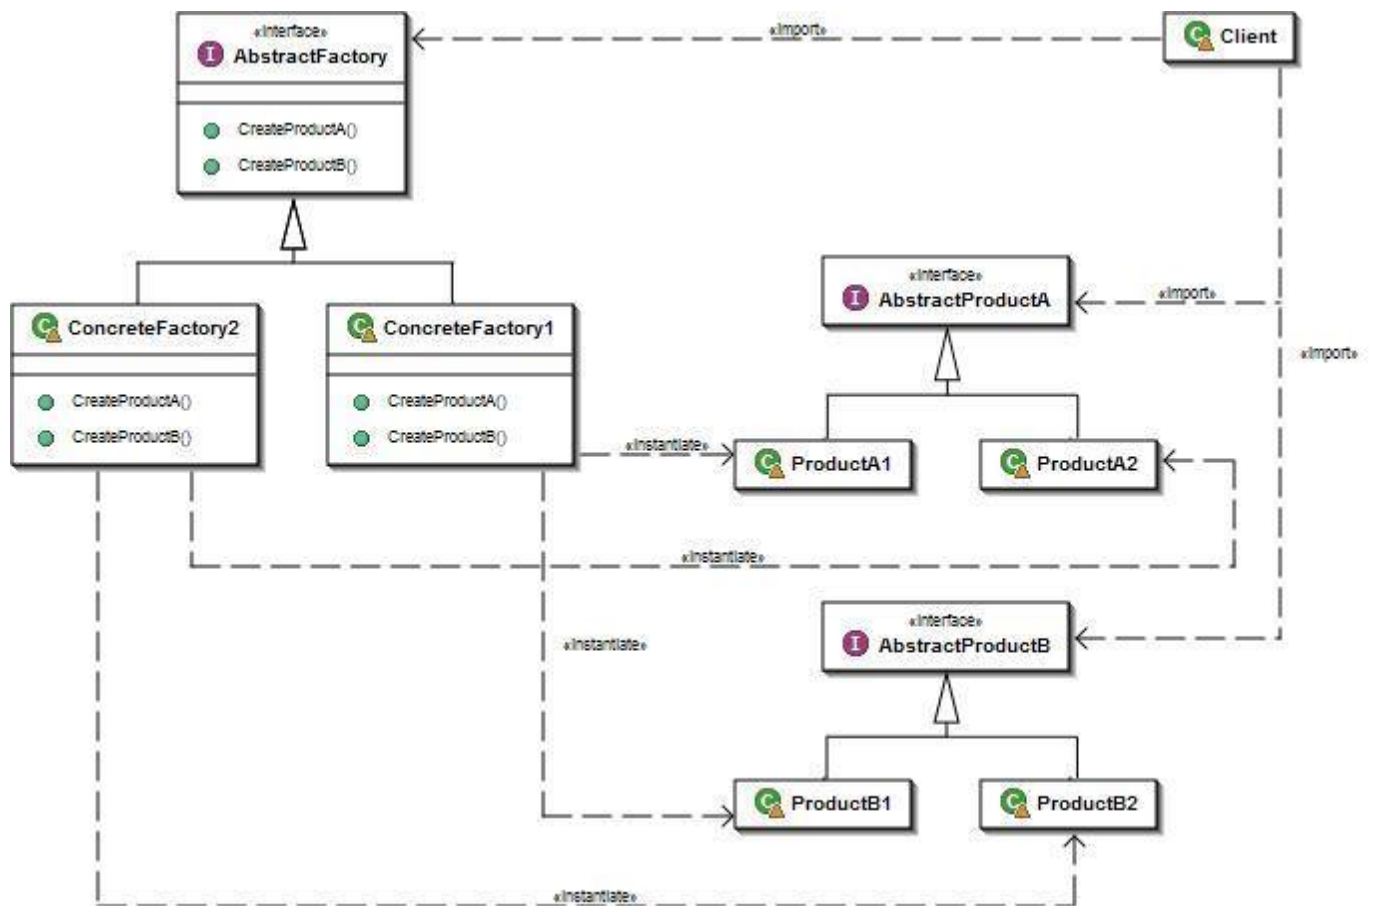 «Interface»
I AbstractFactory
CreateProductA()
CreateProductB()
«Import»
C Client
C ConcreteFactory2
CreateProductA()
CreateProductB()
C ConcreteFactory1
CreateProductA()
CreateProductB()
«Interface»
I AbstractProductA
«Import»
«Import»
«Instantiate»
C ProductA1
C ProductA2
«Instantiate»
«Instantiate»
«Interface»
I AbstractProductB
C ProductB1
C ProductB2
«Instantiate»